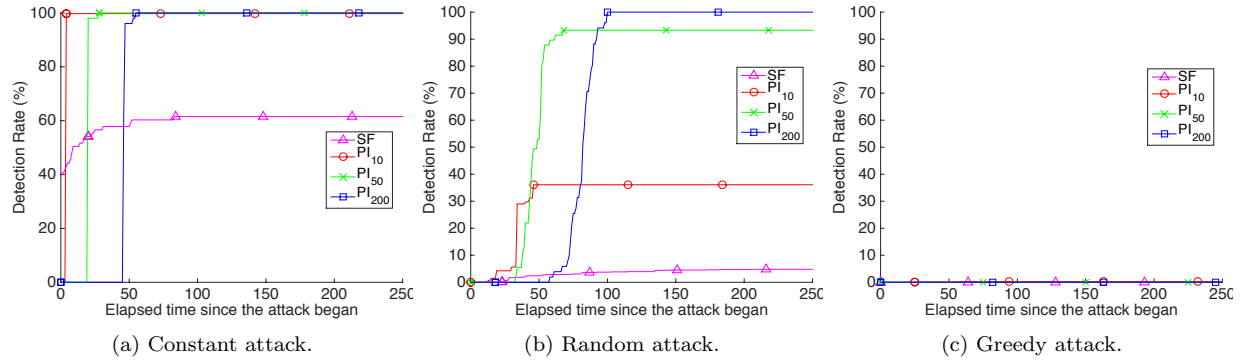 Detection Rate (%)
100
80
60
40
20
0
SF
PI10
PI50
PI200
0 50 100 150 200 250
Elapsed time since the attack began
(a) Constant attack.
Detection Rate (%)
100
90
80
70
60
50
40
30
20
10
0
SF
PI10
PI50
PI200
0 50 100 150 200 250
Elapsed time since the attack began
(b) Random attack.
Detection Rate (%)
100
90
80
70
60
50
40
30
20
10
0
SF
PI10
PI50
PI200
0 50 100 150 200 250
Elapsed time since the attack began
(c) Greedy attack.